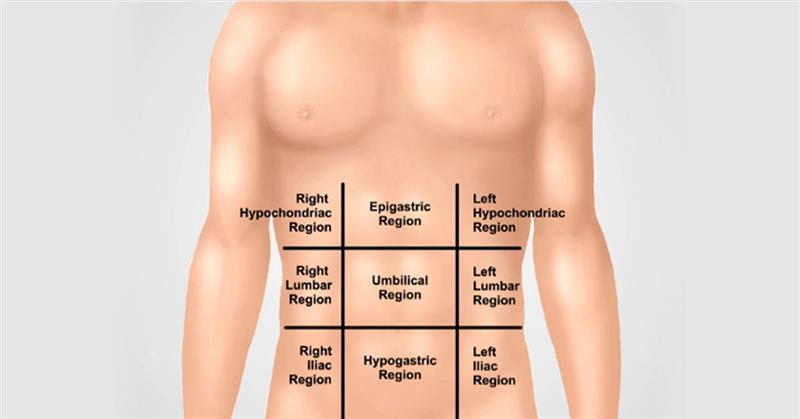 Right
Hypochondriac
Region
Epigastric
Region
Left
Hypochondriac
Region
Right
Lumbar
Region
Umbilical
Region
Left
Lumbar
Region
Right
Iliac
Region
Hypogastric
Region
Left
Iliac
Region